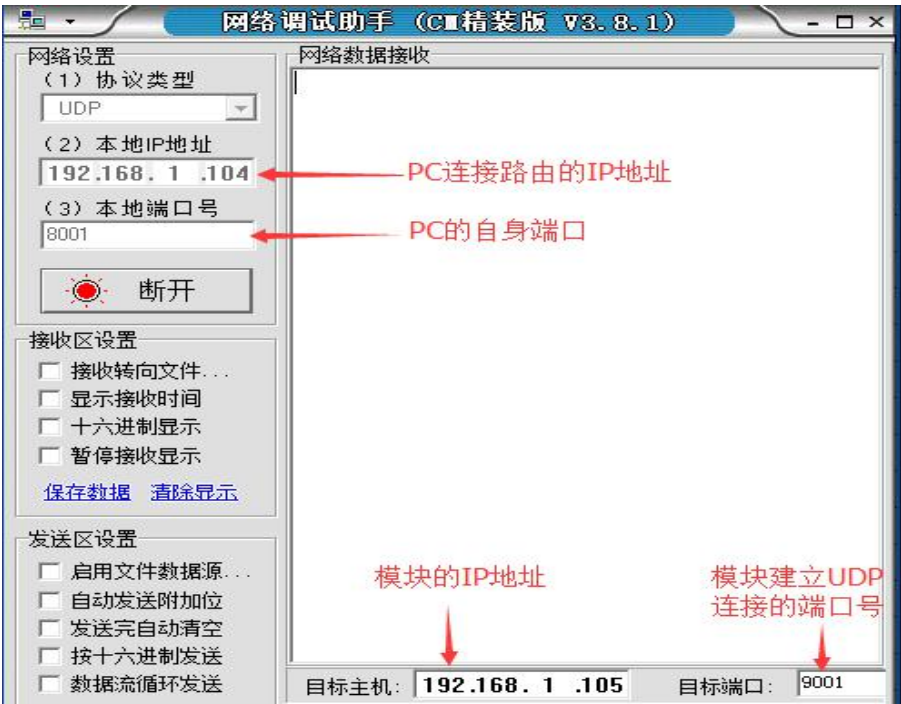 网络调试助手 (C□精装版 V3.8.1)
网络设置
(1) 协议类型
UDP
(2) 本地IP地址
192.168. 1 .104
(3) 本地端口号
8001
断开
接收区设置
接收转向文件...
显示接收时间
十六进制显示
暂停接收显示
保存数据 清除显示
发送区设置
启用文件数据源...
自动发送附加位
发送完自动清空
按十六进制发送
数据流循环发送
网络数据接收
PC连接路由的IP地址
PC的自身端口
模块的IP地址
模块建立UDP
连接的端口号
目标主机: 192.168. 1 .105
目标端口: 9001